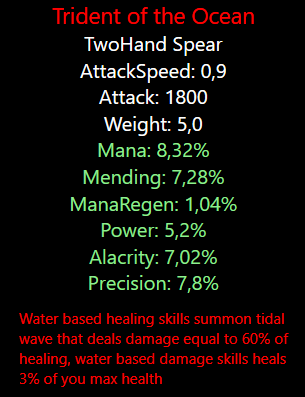 Trident of the Ocean
TwoHand Spear
AttackSpeed: 0,9
Attack: 1800
Weight: 5,0
Mana: 8,32%
Mending: 7,28%
ManaRegen: 1,04%
Power: 5,2%
Alacrity: 7,02%
Precision: 7,8%
Water based healing skills summon tidal
wave that deals damage equal to 60% of
healing, water based damage skills heals
3% of you max health